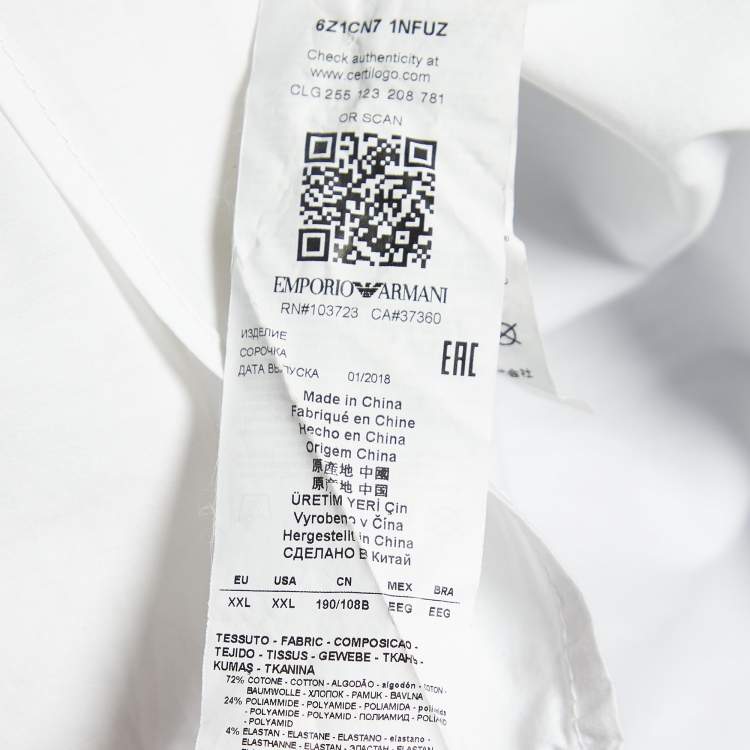 6Z1CN7 1NFUZ
Check authenticity at
www.certilogo.com
CLG 255 123 208 781
OR SCAN
EMPORIO ARMANI
RN#103723 CA#37360
ИЗДЕЛИЕ
СОРОЧКА
ДАТА ВЫПУСКА 01/2018
EAC
Made in China
Fabriqué en Chine
Hecho en China
Origem China
原産地 中國
原产地 中国
ÜRETİM YERİ Çin
Vyrobeno v Čína
Hergestellt in China
СДЕЛАНО В Китай
EU USA CN MEX BRA
XXL XXL 190/108B EEG EEG
TESSUTO - FABRIC - COMPOSICAO -
TEJIDO - TISSUS - GEWEBE - ТКАНЬ -
KUMAŞ - TKANINA
72% COTONE - COTTON - ALGODÃO - algodón - COTON -
BAUMWOLLE - ХЛОПОК - PAMUK - BAVLNA
24% POLIAMMIDE - POLYAMIDE - POLIAMIDA - poliamida
- POLYAMIDE - POLYAMID - ПОЛИАМИД - POLİAMİD
- POLYAMID
4% ELASTAN - ELASTANE - ELASTANO - elastano -
ELASTHANNE - ELASTAN - ЭЛАСТАН - ELASTAN
会社